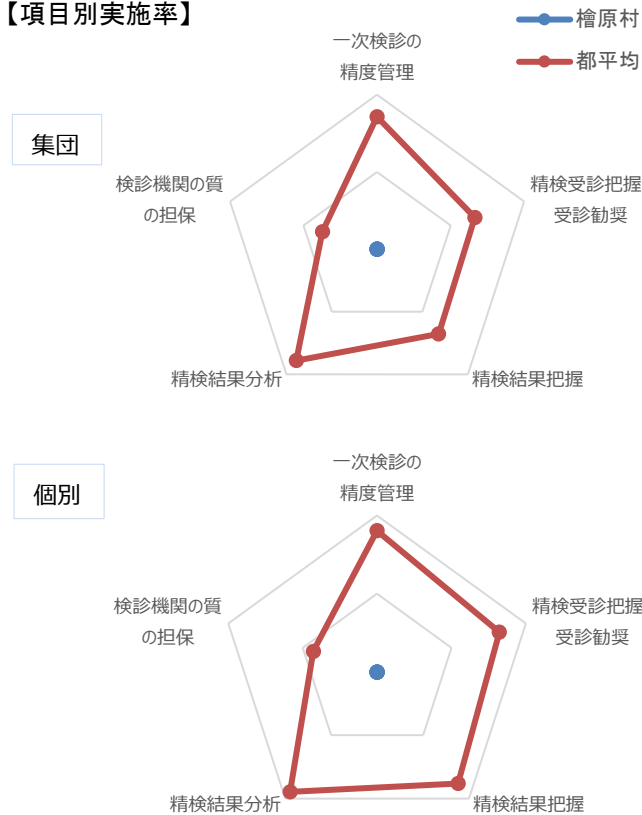 【項目別実施率】
檜原村
都平均
集団
一次検診の
精度管理
精検受診把握
受診勧奨
精検結果把握
精検結果分析
検診機関の質
の担保
個別
一次検診の
精度管理
精検受診把握
受診勧奨
精検結果把握
精検結果分析
検診機関の質
の担保